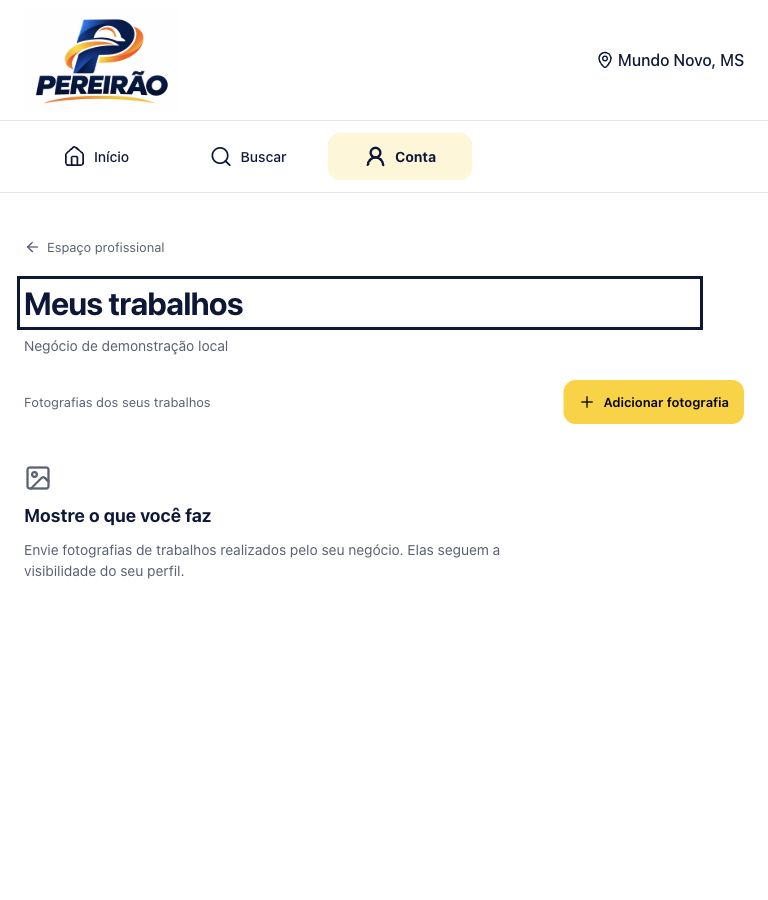 PEREIRÃO
Mundo Novo, MS
Início
Buscar
Conta
Espaço profissional
Meus trabalhos
Negócio de demonstração local
Fotografias dos seus trabalhos
Adicionar fotografia
Mostre o que você faz
Envie fotografias de trabalhos realizados pelo seu negócio. Elas seguem a
visibilidade do seu perfil.